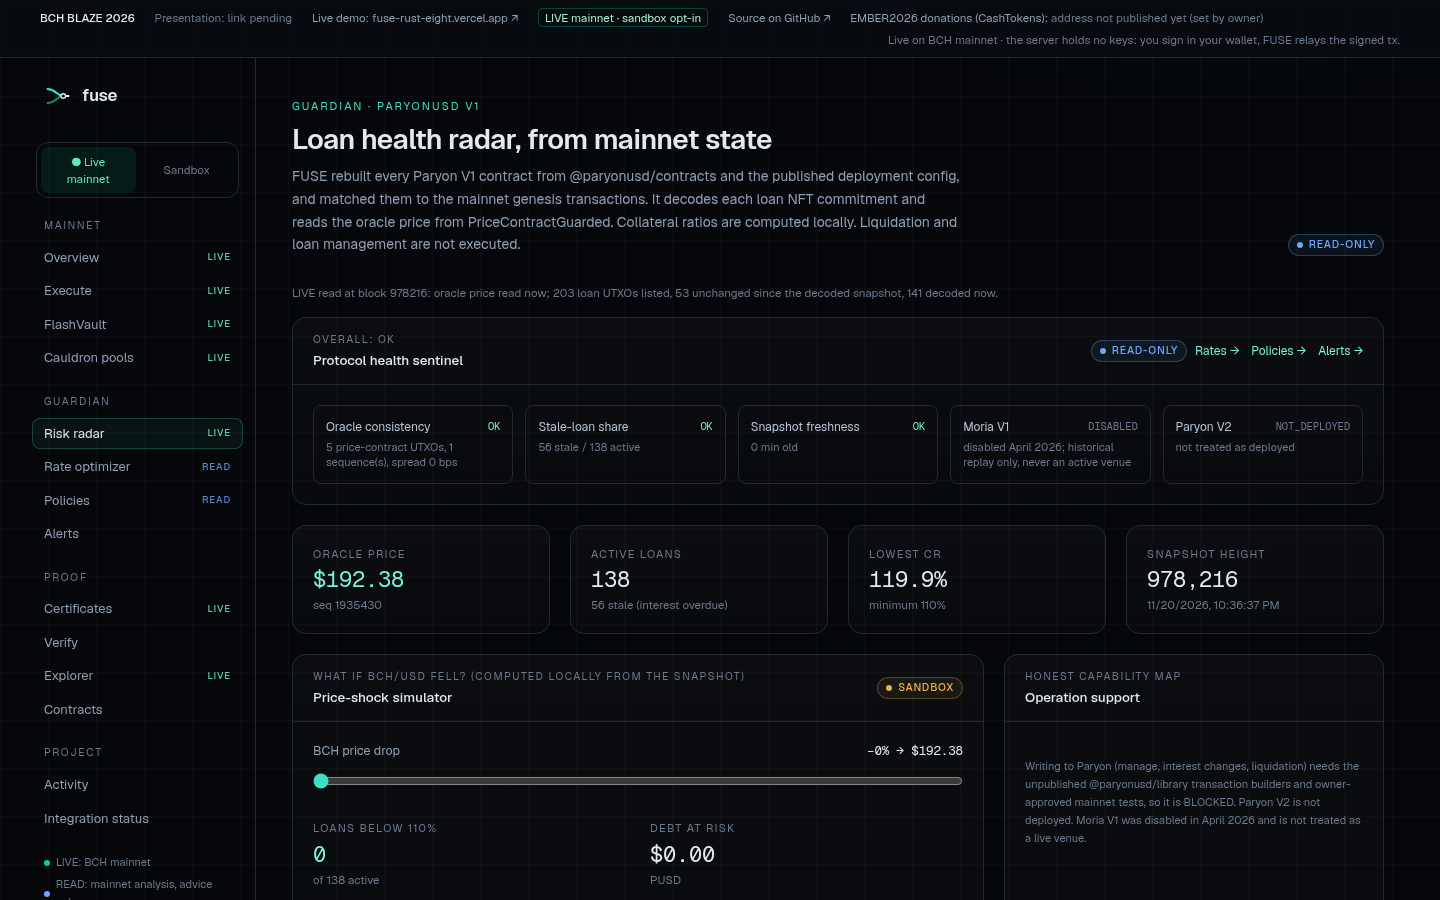 BCH BLAZE 2026
Presentation: link pending
Live demo: fuse-rust-eight.vercel.app ↗
LIVE mainnet · sandbox opt-in
Source on GitHub ↗
EMBER2026 donations (CashTokens): address not published yet (set by owner)
Live on BCH mainnet · the server holds no keys: you sign in your wallet, FUSE relays the signed tx.
fuse
Live mainnet
Sandbox
MAINNET
Overview LIVE
Execute LIVE
FlashVault LIVE
Cauldron pools LIVE
GUARDIAN
Risk radar LIVE
Rate optimizer READ
Policies READ
Alerts
PROOF
Certificates LIVE
Verify
Explorer LIVE
Contracts
PROJECT
Activity
Integration status
LIVE: BCH mainnet
READ: mainnet analysis, advice
GUARDIAN · PARYONUSD V1
Loan health radar, from mainnet state
FUSE rebuilt every Paryon V1 contract from @paryonusd/contracts and the published deployment config,
and matched them to the mainnet genesis transactions. It decodes each loan NFT commitment and
reads the oracle price from PriceContractGuarded. Collateral ratios are computed locally. Liquidation and
loan management are not executed.
READ-ONLY
LIVE read at block 978216: oracle price read now; 203 loan UTXOs listed, 53 unchanged since the decoded snapshot, 141 decoded now.
OVERALL: OK
Protocol health sentinel
READ-ONLY
Rates →
Policies →
Alerts →
Oracle consistency OK
5 price-contract UTXOs, 1
sequence(s), spread 0 bps
Stale-loan share OK
56 stale / 138 active
Snapshot freshness OK
0 min old
Moria V1 DISABLED
disabled April 2026; historical
replay only, never an active venue
Paryon V2 NOT_DEPLOYED
not treated as deployed
ORACLE PRICE
$192.38
seq 1935430
ACTIVE LOANS
138
56 stale (interest overdue)
LOWEST CR
119.9%
minimum 110%
SNAPSHOT HEIGHT
978,216
11/20/2026, 10:36:37 PM
WHAT IF BCH/USD FELL? (COMPUTED LOCALLY FROM THE SNAPSHOT)
Price-shock simulator
SANDBOX
BCH price drop
−0% → $192.38
LOANS BELOW 110%
0
of 138 active
DEBT AT RISK
$0.00
PUSD
HONEST CAPABILITY MAP
Operation support
Writing to Paryon (manage, interest changes, liquidation) needs the
unpublished @paryonusd/library transaction builders and owner-
approved mainnet tests, so it is BLOCKED. Paryon V2 is not
deployed. Moria V1 was disabled in April 2026 and is not treated as
a live venue.